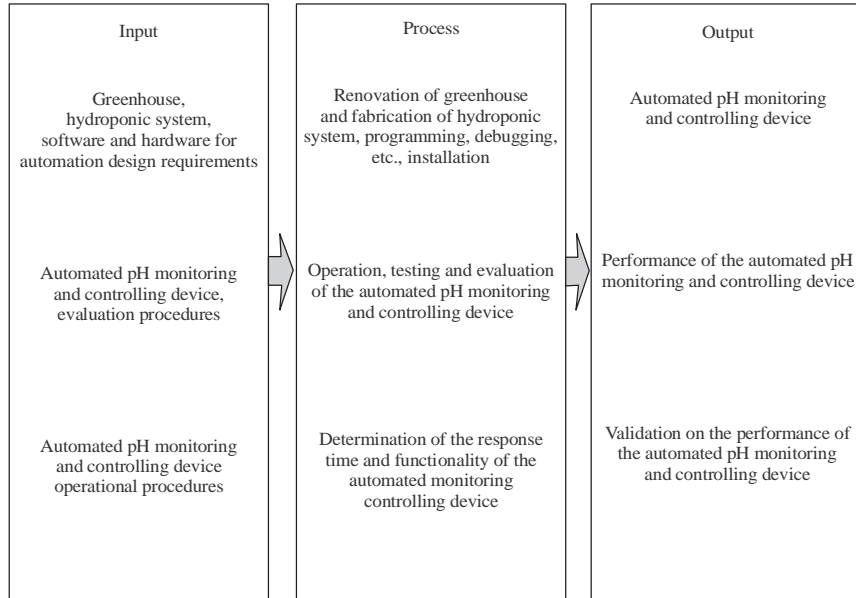 Input
Greenhouse,
hydroponic system,
software and hardware for
automation design requirements
Automated pH monitoring
and controlling device,
evaluation procedures
Automated pH monitoring
and controlling device
operational procedures
Process
Renovation of greenhouse
and fabrication of hydroponic
system, programming, debugging,
etc., installation
Operation, testing and evaluation
of the automated pH monitoring
and controlling device
Determination of the response
time and functionality of the
automated monitoring
controlling device
Output
Automated pH monitoring
and controlling device
Performance of the automated pH
monitoring and controlling device
Validation on the performance of
the automated pH monitoring
and controlling device